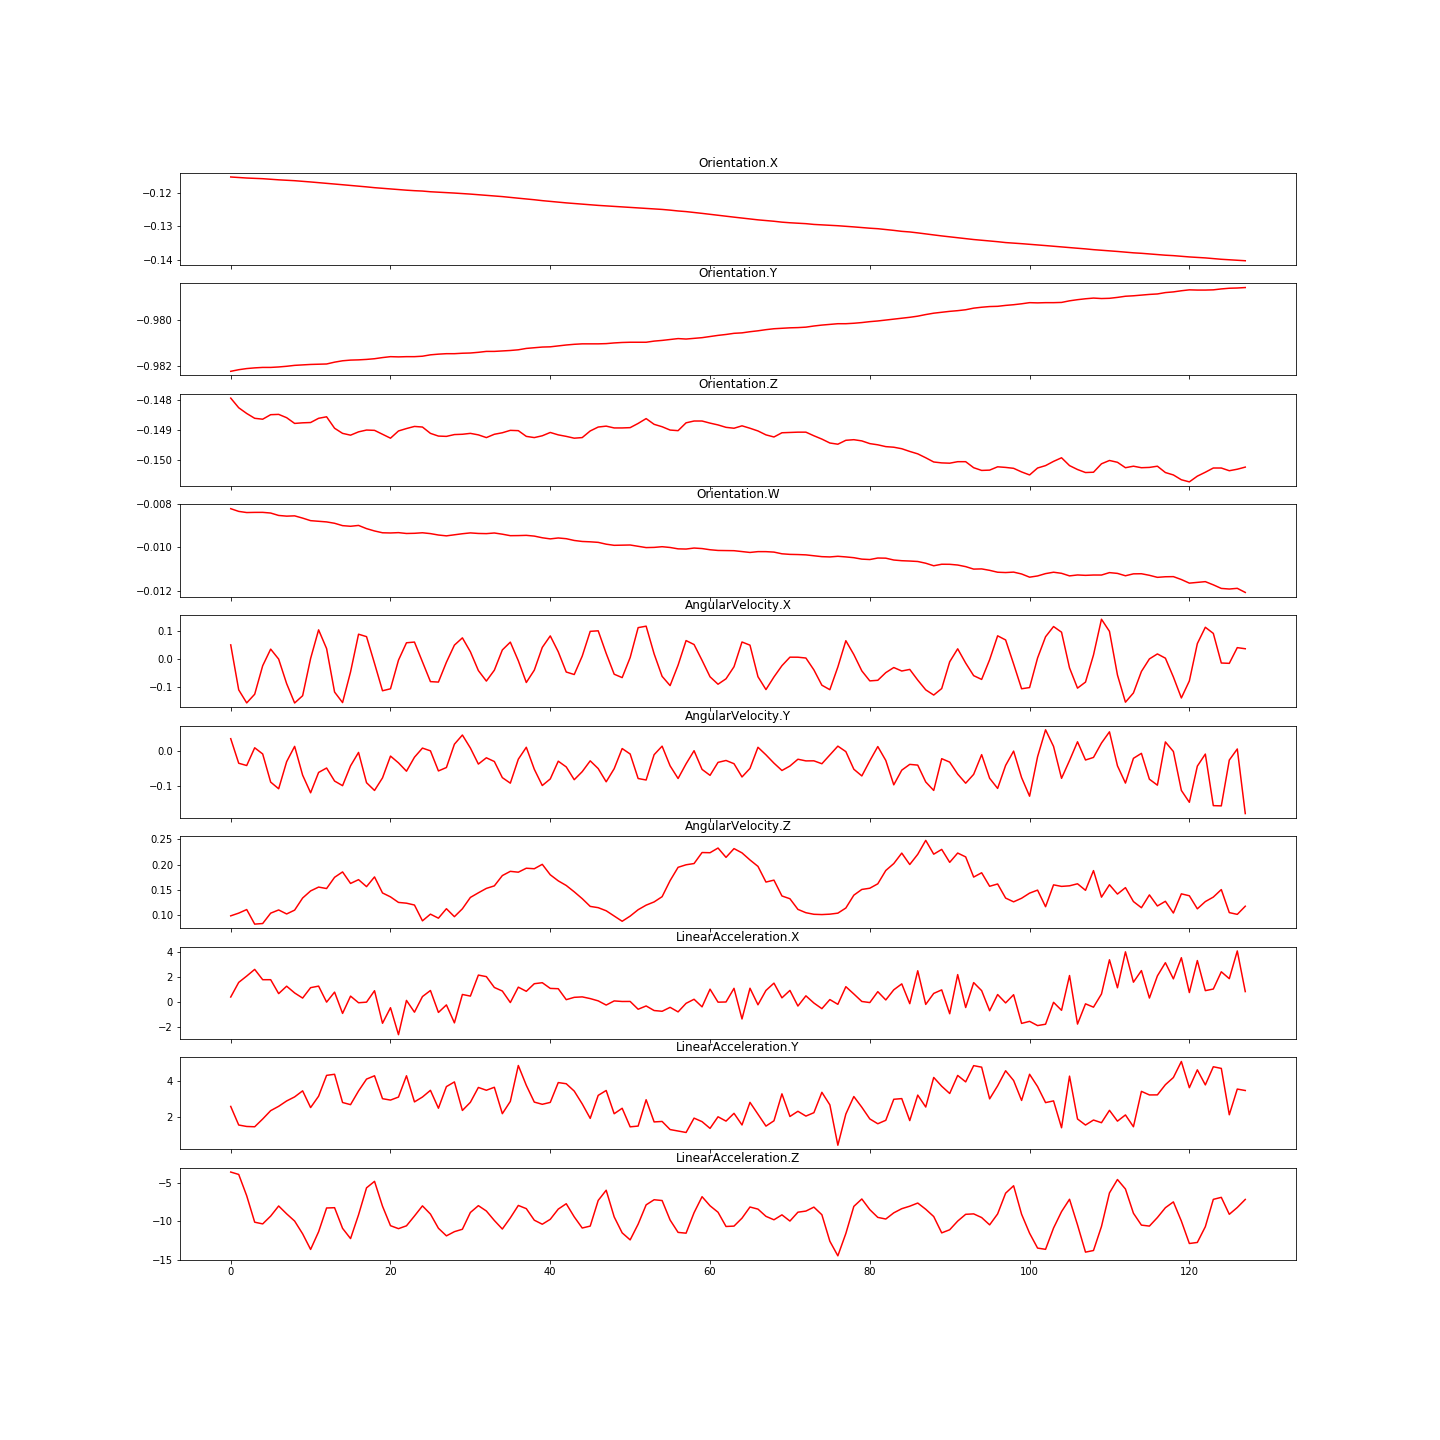 Orientation.X
−0.12
−0.13
−0.14
Orientation.Y
−0.980
−0.982
Orientation.Z
−0.148
−0.149
−0.150
Orientation.W
−0.008
−0.010
−0.012
AngularVelocity.X
0.1
0.0
−0.1
AngularVelocity.Y
0.0
−0.1
AngularVelocity.Z
0.25
0.20
0.15
0.10
LinearAcceleration.X
4
2
0
−2
LinearAcceleration.Y
4
2
LinearAcceleration.Z
−5
−10
−15
0 20 40 60 80 100 120